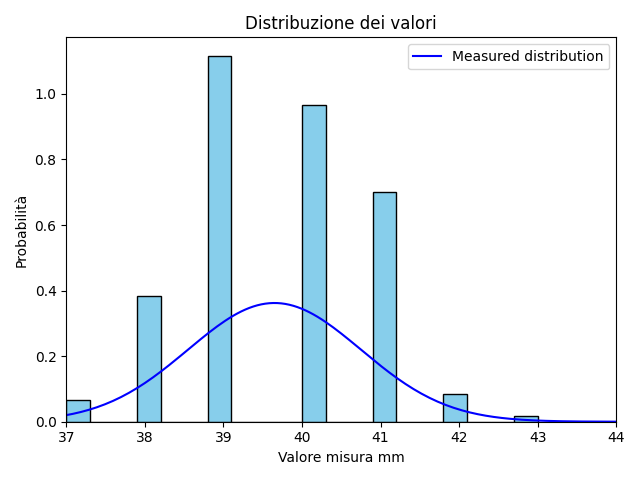 Distribuzione dei valori
Measured distribution
Probabilità
1.0
0.8
0.6
0.4
0.2
0.0
37 38 39 40 41 42 43 44
Valore misura mm